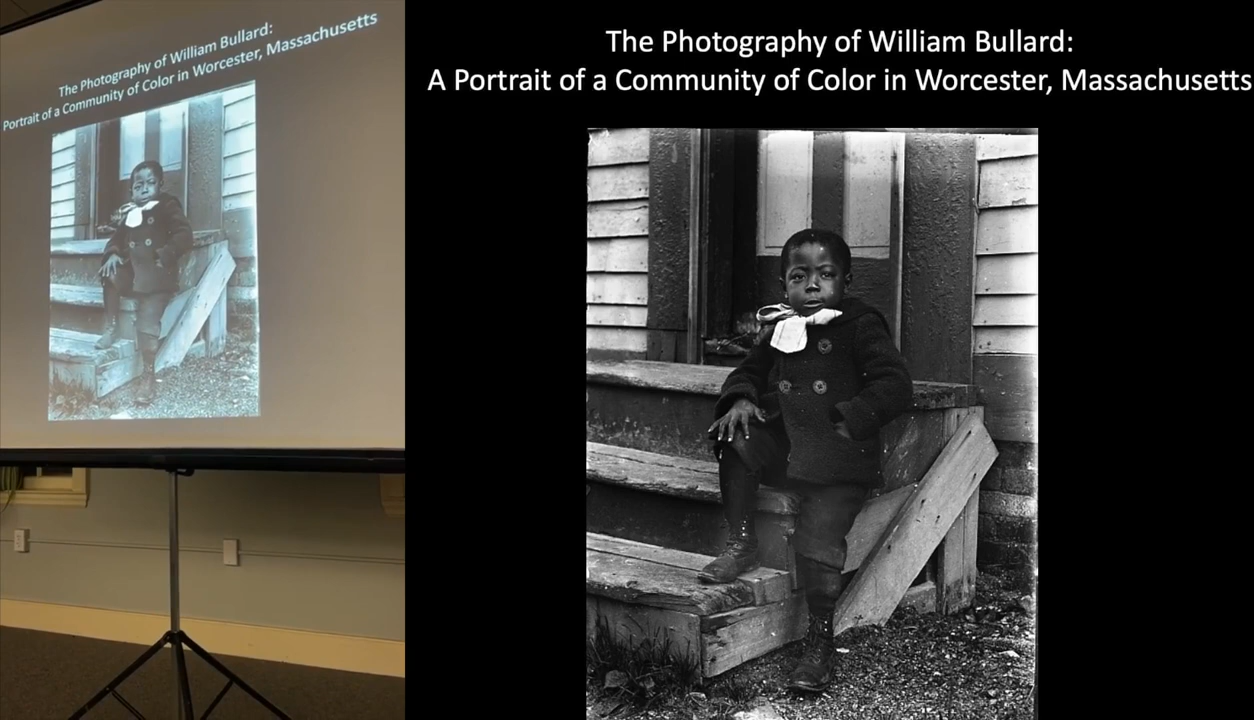 The Photography of William Bullard:
Portrait of a Community of Color in Worcester, Massachusetts
The Photography of William Bullard:
A Portrait of a Community of Color in Worcester, Massachusetts